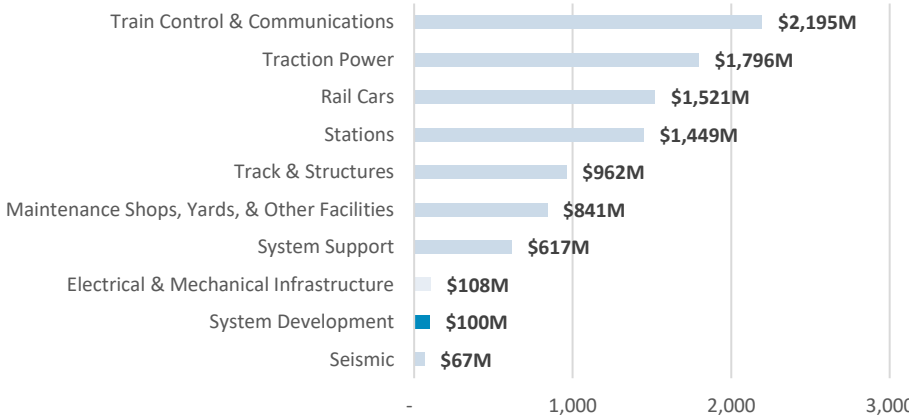 Train Control & Communications $2,195M
Traction Power $1,796M
Rail Cars $1,521M
Stations $1,449M
Track & Structures $962M
Maintenance Shops, Yards, & Other Facilities $841M
System Support $617M
Electrical & Mechanical Infrastructure $108M
System Development $100M
Seismic $67M
- 1,000 2,000 3,000